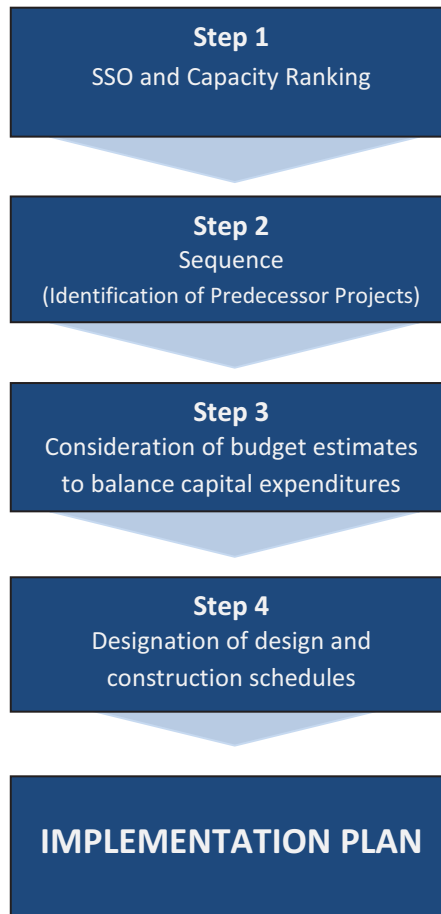 Step 1
SSO and Capacity Ranking
Step 2
Sequence
(Identification of Predecessor Projects)
Step 3
Consideration of budget estimates
to balance capital expenditures
Step 4
Designation of design and
construction schedules
IMPLEMENTATION PLAN